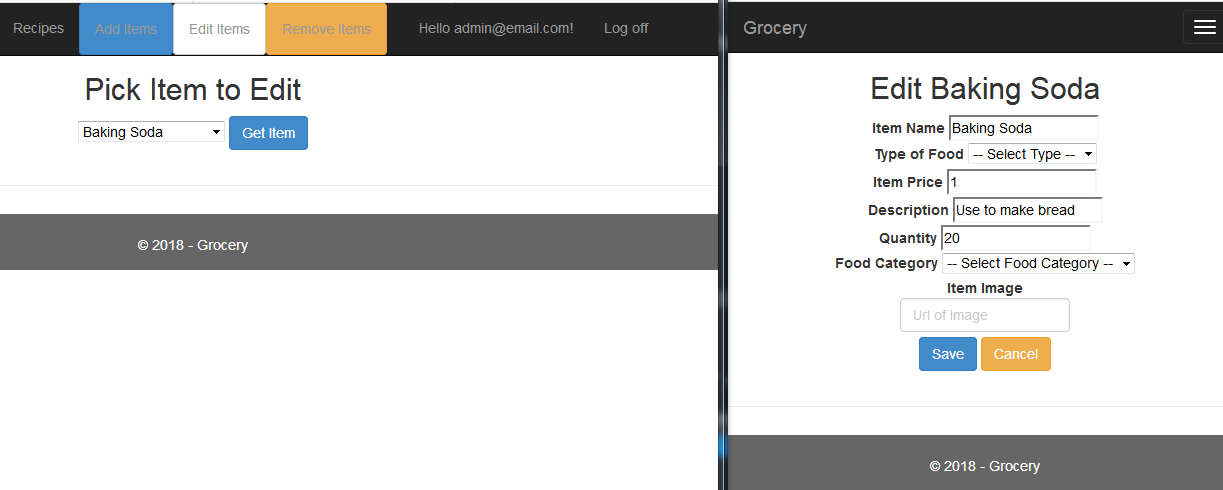 Recipes Add Items Edit Items Remove Items Hello admin@email.com! Log off
Pick Item to Edit
Baking Soda Get Item
© 2018 - Grocery
Grocery
Edit Baking Soda
Item Name Baking Soda
Type of Food -- Select Type --
Item Price 1
Description Use to make bread
Quantity 20
Food Category -- Select Food Category --
Item Image
Url of Image
Save Cancel
© 2018 - Grocery